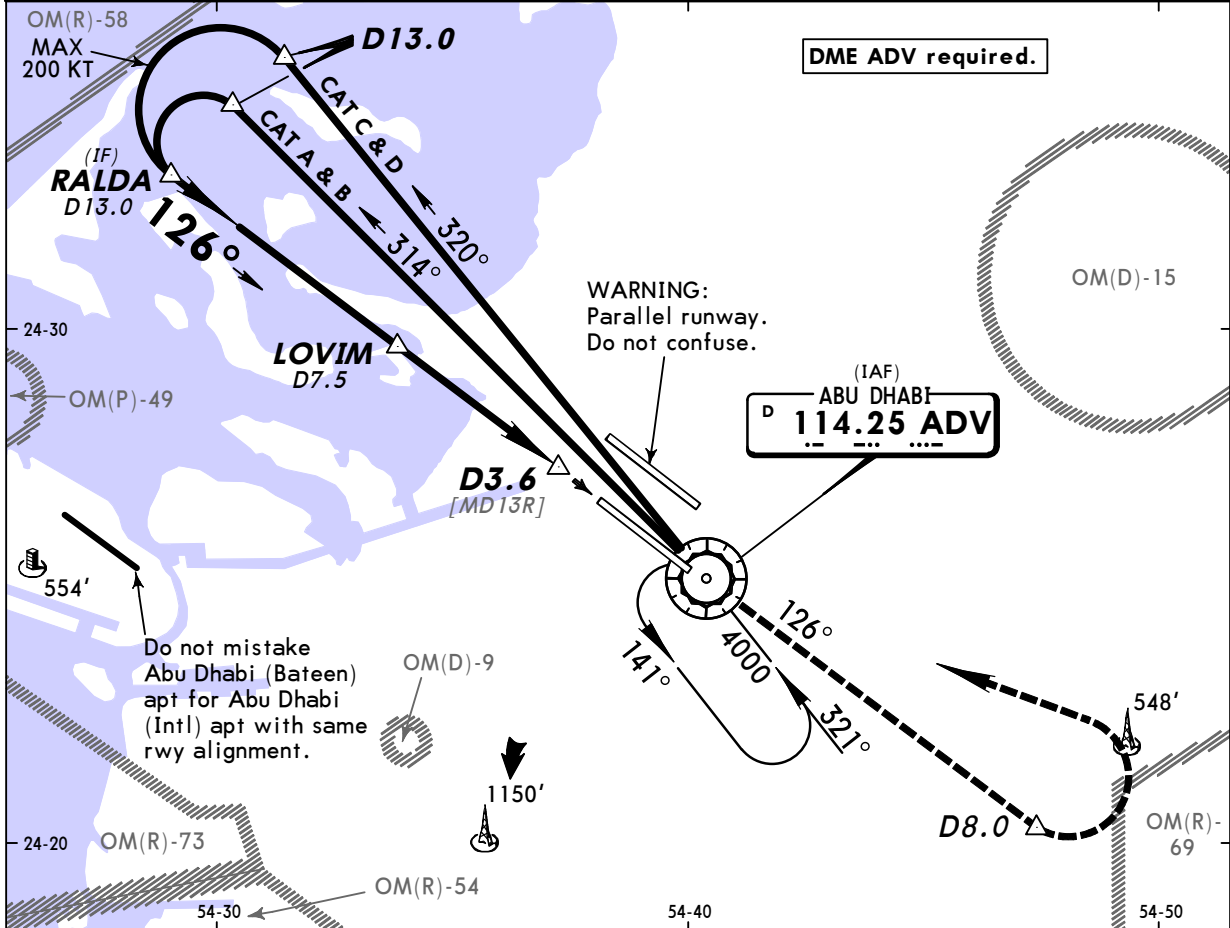 OM(R)-58
MAX
200 KT
D13.0
DME ADV required.
CAT C & D
CAT A & B
(IF)
RALDA
D13.0
126°
320°
314°
OM(D)-15
WARNING:
Parallel runway.
Do not confuse.
24-30
LOVIM
D7.5
OM(P)-49
(IAF)
ABU DHABI
D 114.25 ADV
D3.6
[MD13R]
554'
126°
4000
141°
321°
Do not mistake
Abu Dhabi (Bateen)
apt for Abu Dhabi
(Intl) apt with same
rwy alignment.
OM(D)-9
548'
1150'
D8.0
OM(R)-
69
24-20
OM(R)-73
OM(R)-54
54-30
54-40
54-50